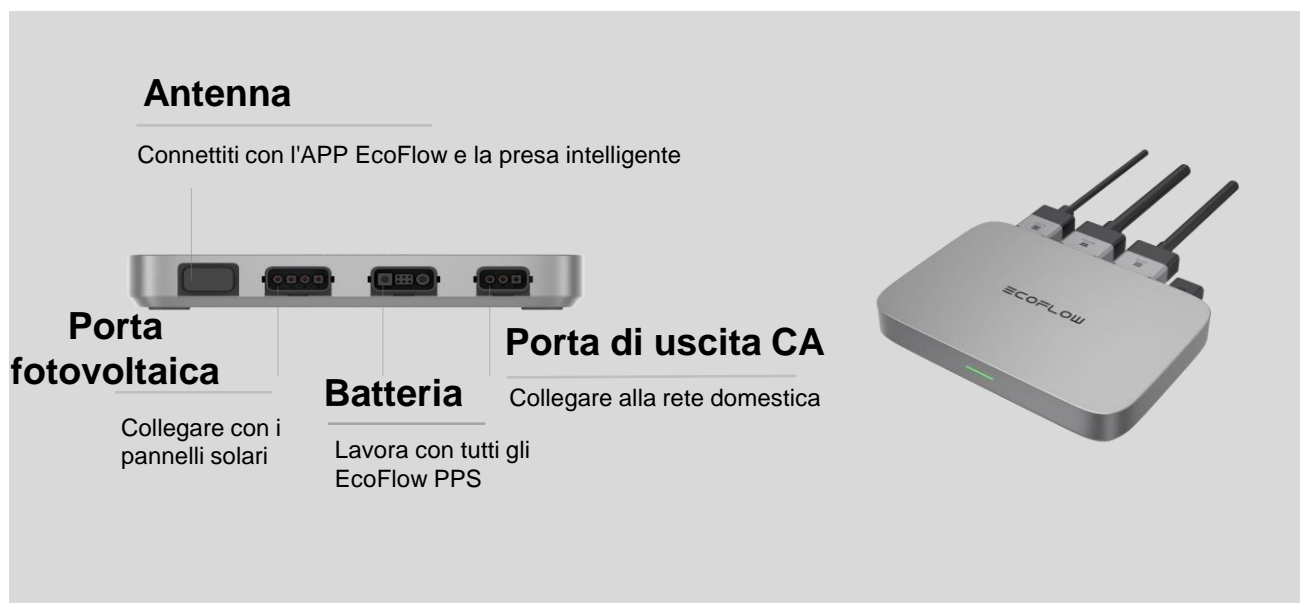 Antenna
Connettiti con l'APP EcoFlow e la presa intelligente
Porta
fotovoltaica
Collegare con i
pannelli solari
Batteria
Lavora con tutti gli
EcoFlow PPS
Porta di uscita CA
Collegare alla rete domestica
ECOFLOW